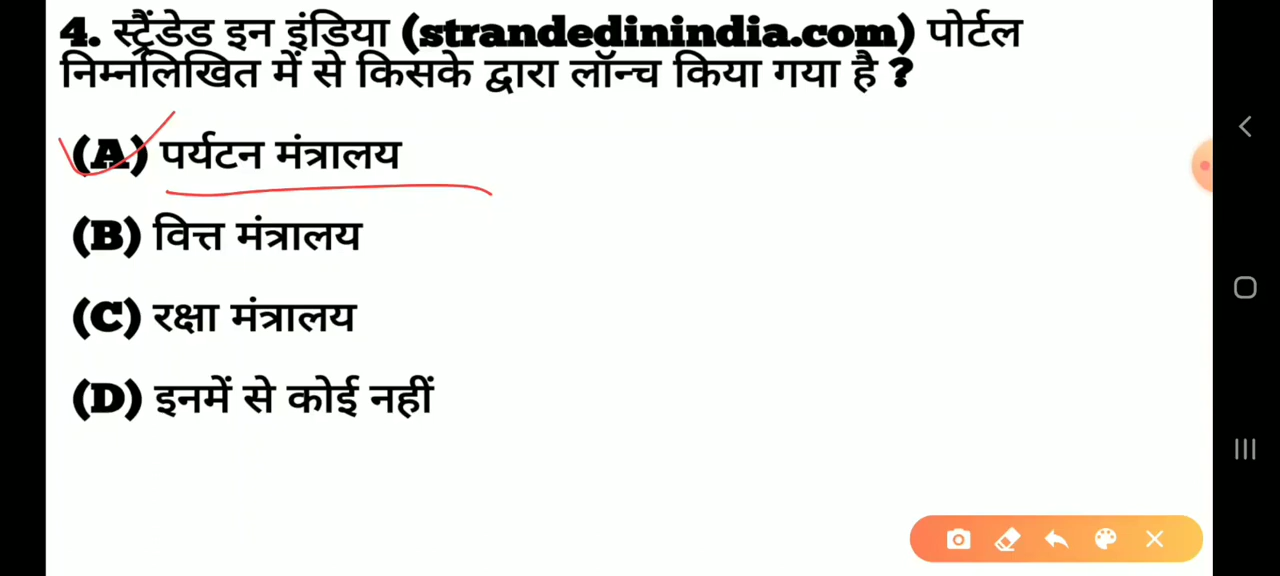 4. स्ट्रैंडेड इन इंडिया (strandedinindia.com) पोर्टल
निम्नलिखित में से किसके द्वारा लॉन्च किया गया है ?
(A) पर्यटन मंत्रालय
(B) वित्त मंत्रालय
(C) रक्षा मंत्रालय
(D) इनमें से कोई नहीं